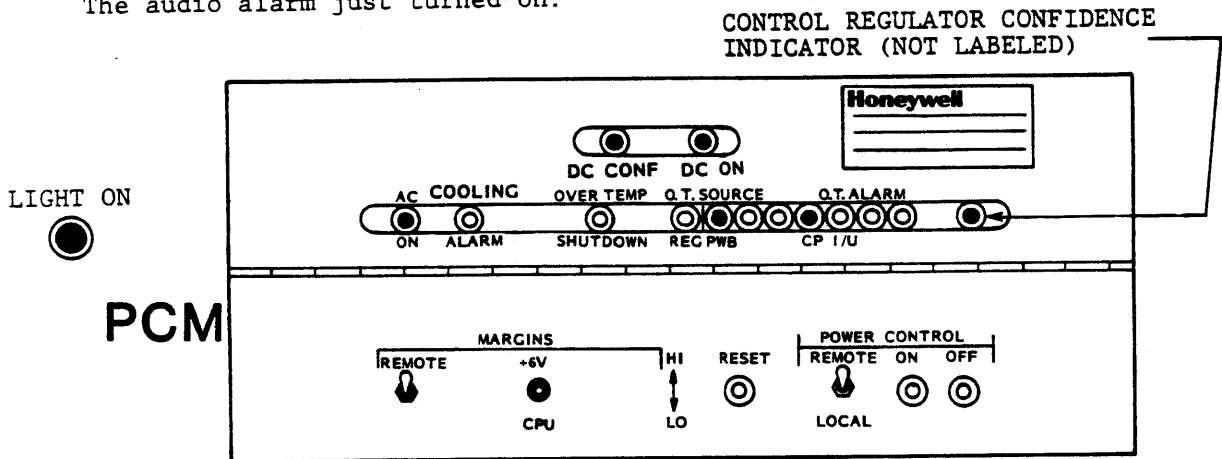 The audio alarm just turned on.
CONTROL REGULATOR CONFIDENCE
INDICATOR (NOT LABELED)
Honeywell
DC CONF DC ON
LIGHT ON
AC COOLING OVER TEMP O.T. SOURCE O.T. ALARM
ON ALARM SHUTDOWN REG PWB CP I/U
PCM
MARGINS POWER CONTROL
REMOTE +6V HI RESET REMOTE ON OFF
CPU LO LOCAL